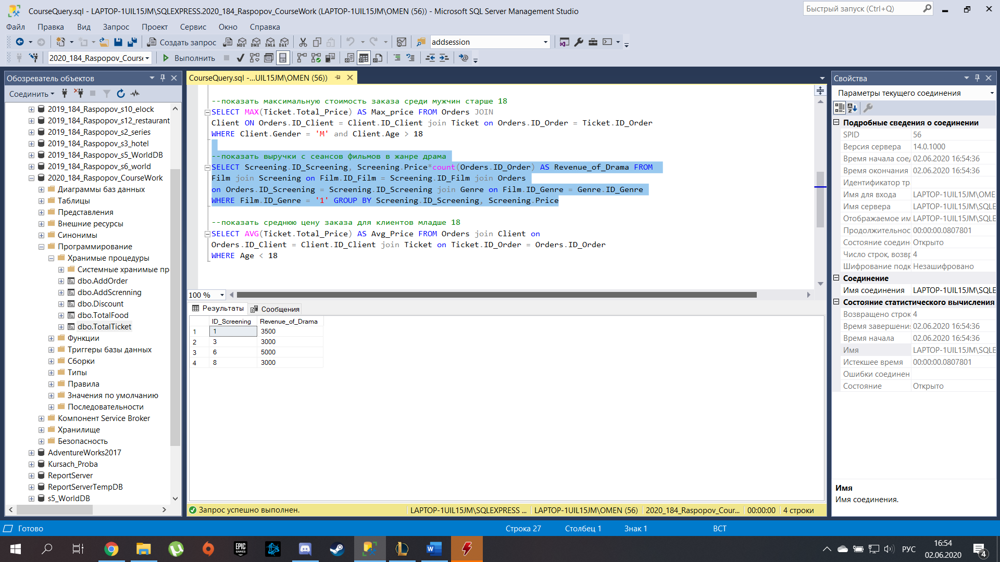 CourseQuery.sql - LAPTOP-1UIL15JM\SQLEXPRESS.2020_184_Raspopov_CourseWork (LAPTOP-1UIL15JM\OMEN (56)) - Microsoft SQL Server Management Studio
Быстрый запуск (Ctrl+Q)
Файл Правка Вид Запрос Проект Сервис Окно Справка
Создать запрос
MDX DMX XMLA DAX
addsession
2020_184_Raspopov_Course
Выполнить
Обозреватель объектов
Соединить
2019_184_Raspopov_s10_elock
2019_184_Raspopov_s12_restaurant
2019_184_Raspopov_s2_series
2019_184_Raspopov_s3_hotel
2019_184_Raspopov_s5_WorldDB
2019_184_Raspopov_s6_world
2020_184_Raspopov_CourseWork
Диаграммы баз данных
Таблицы
Представления
Внешние ресурсы
Синонимы
Программирование
Хранимые процедуры
Системные хранимые пр
dbo.AddOrder
dbo.AddScrenning
dbo.Discount
dbo.TotalFood
dbo.TotalTicket
Функции
Триггеры базы данных
Сборки
Типы
Правила
Значения по умолчанию
Последовательности
Компонент Service Broker
Хранилище
Безопасность
AdventureWorks2017
Kursach_Proba
ReportServer
ReportServerTempDB
s5_WorldDB
CourseQuery.sql -...UIL15JM\OMEN (56))
--показать максимальную стоимость заказа среди мужчин старше 18
SELECT MAX(Ticket.Total_Price) AS Max_price FROM Orders JOIN
Client ON Orders.ID_Client = Client.ID_Client join Ticket on Orders.ID_Order = Ticket.ID_Order
WHERE Client.Gender = 'M' and Client.Age > 18
--показать выручки с сеансов фильмов в жанре драма
SELECT Screening.ID_Screening, Screening.Price*count(Orders.ID_Order) AS Revenue_of_Drama FROM
Film join Screening on Film.ID_Film = Screening.ID_Film join Orders
on Orders.ID_Screening = Screening.ID_Screening join Genre on Film.ID_Genre = Genre.ID_Genre
WHERE Film.ID_Genre = '1' GROUP BY Screening.ID_Screening, Screening.Price
--показать среднюю цену заказа для клиентов младше 18
SELECT AVG(Ticket.Total_Price) AS Avg_Price FROM Orders join Client on
Orders.ID_Client = Client.ID_Client join Ticket on Ticket.ID_Order = Orders.ID_Order
WHERE Age < 18
100 %
Результаты Сообщения
ID_Screening Revenue_of_Drama
1 1 3500
2 3 3000
3 6 5000
4 8 3000
Запрос успешно выполнен.
LAPTOP-1UIL15JM\SQLEXPRESS ... LAPTOP-1UIL15JM\OMEN (56) 2020_184_Raspopov_Cour... 00:00:00 4 строки
Свойства
Параметры текущего соединения
Подробные сведения о соединении
SPID 56
Версия сервера 14.0.1000
Время начала сое 02.06.2020 16:54:36
Время окончания 02.06.2020 16:54:36
Идентификатор тр
Имя для входа LAPTOP-1UIL15JM\OME
Имя сервера LAPTOP-1UIL15JM\SQLE
Отображаемое им LAPTOP-1UIL15JM\SQLE
Продолжительнос 00:00:00.0807801
Состояние соедин Открыто
Число строк, возвр 4
Шифрование подк Незашифровано
Соединение
Имя соединения LAPTOP-1UIL15JM\SQLE
Состояние статистического вычисления
Возвращено строк 4
Время завершени 02.06.2020 16:54:36
Время начала 02.06.2020 16:54:36
Имя LAPTOP-1UIL15JM\SQLE
Истекшее время 00:00:00.0807801
Ошибки соединен
Состояние Открыто
Имя
Имя соединения.
Готово
Строка 27 Столбец 1 Знак 1 ВСТ
EPIC GAMES
РУС
16:54
02.06.2020
4